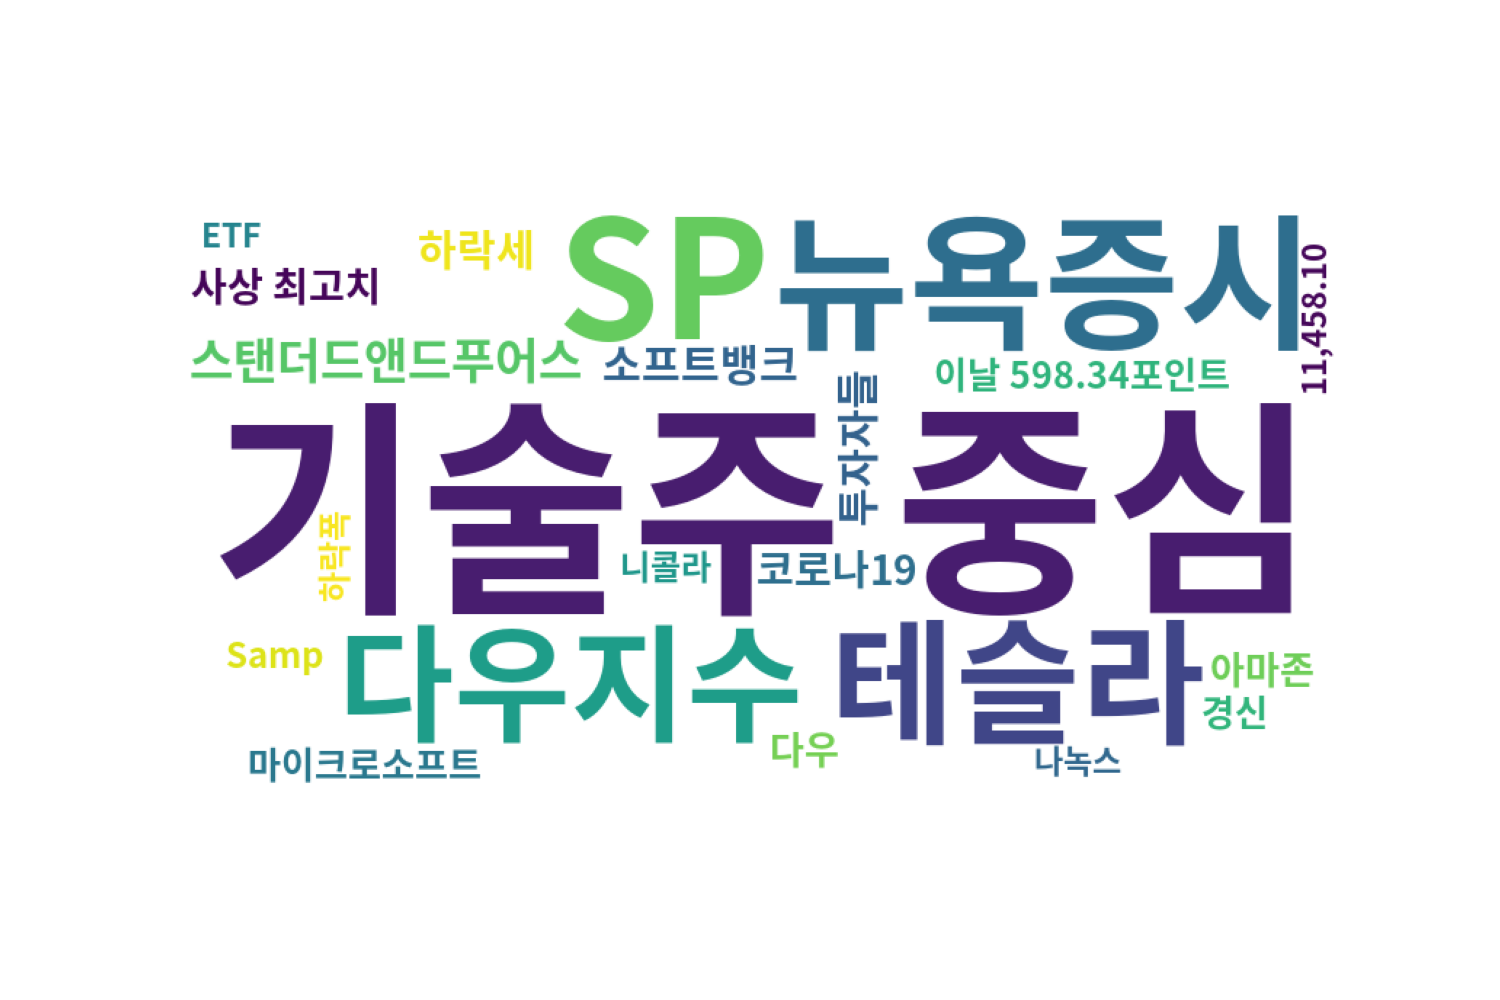 ETF
하락세
SP
뉴욕증시
11,458.10
사상 최고치
스탠더드앤드푸어스
소프트뱅크
이날 598.34포인트
투자자들
기술주 중심
하락폭
니콜라
코로나19
Samp
다우지수
테슬라
아마존
경신
마이크로소프트
다우
나녹스